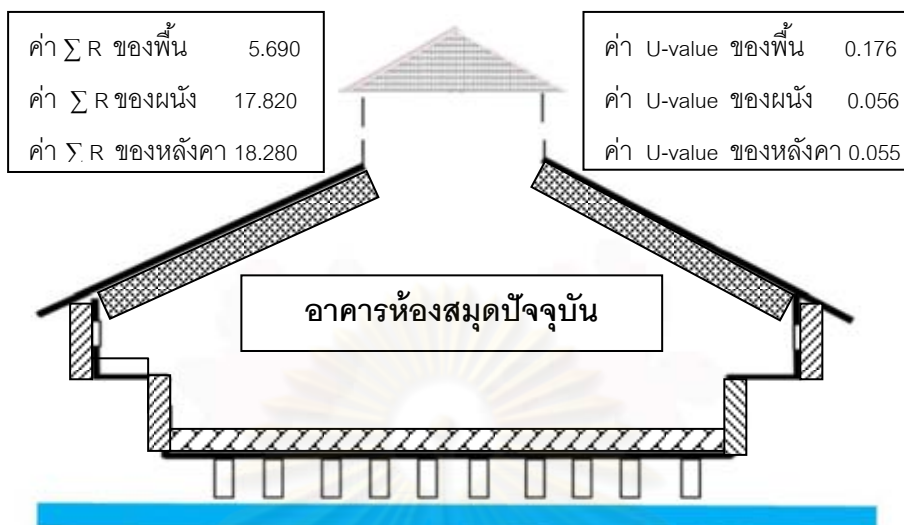 ค่า ∑ R ของพื้น 5.690
ค่า ∑ R ของผนัง 17.820
ค่า ∑ R ของหลังคา 18.280
ค่า U-value ของพื้น 0.176
ค่า U-value ของผนัง 0.056
ค่า U-value ของหลังคา 0.055
อาคารห้องสมุดปัจจุบัน